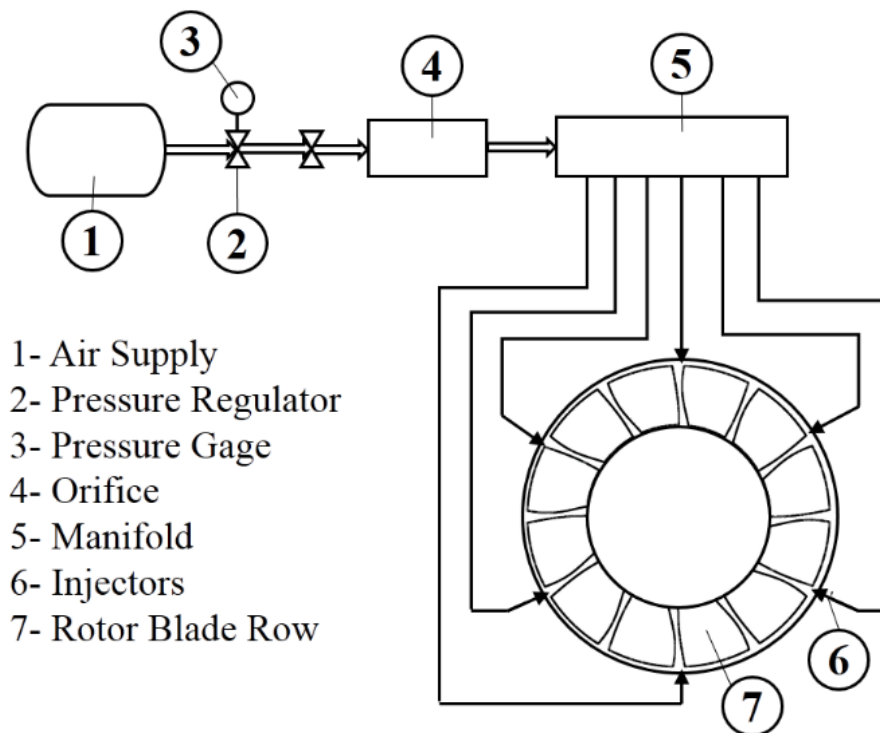 3
4
5
1
2
1- Air Supply
2- Pressure Regulator
3- Pressure Gage
4- Orifice
5- Manifold
6- Injectors
7- Rotor Blade Row
6
7